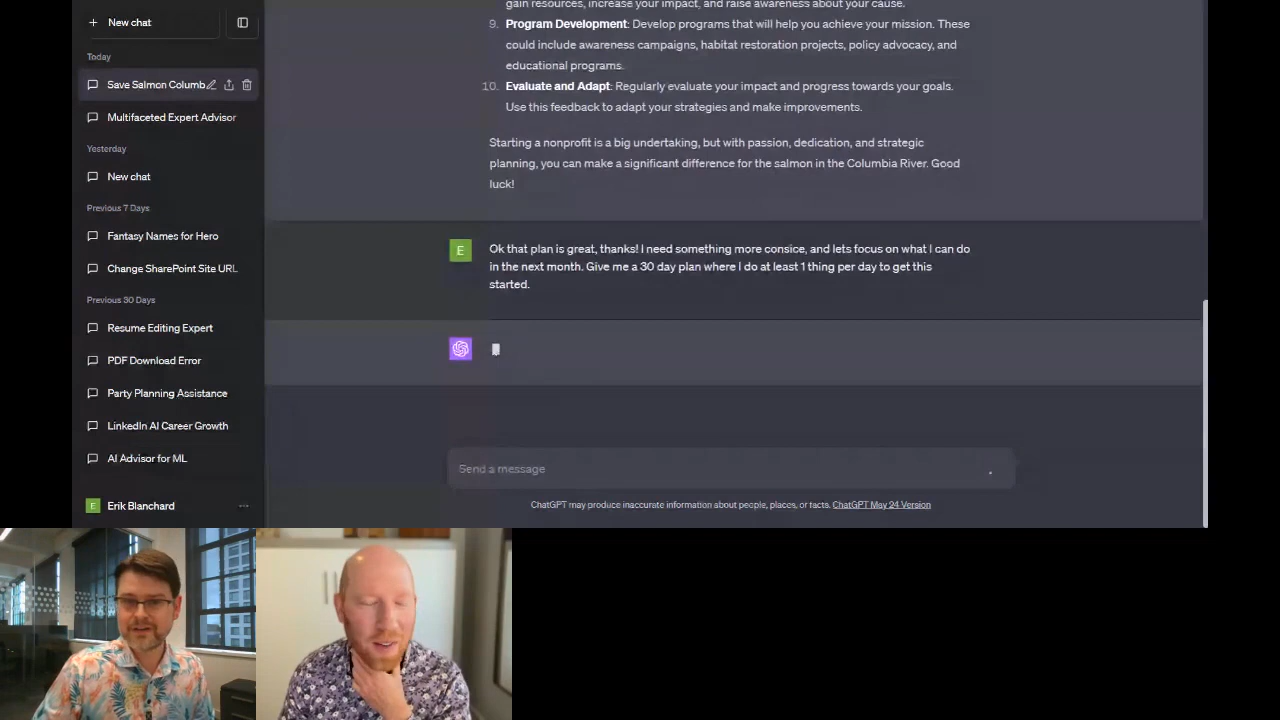 New chat
Today
Save Salmon Columb
Multifaceted Expert Advisor
Yesterday
New chat
Previous 7 Days
Fantasy Names for Hero
Change SharePoint Site URL
Previous 30 Days
Resume Editing Expert
PDF Download Error
Party Planning Assistance
LinkedIn AI Career Growth
AI Advisor for ML
E
Erik Blanchard
gain resources, increase your impact, and raise awareness about your cause.
9. Program Development: Develop programs that will help you achieve your mission. These
could include awareness campaigns, habitat restoration projects, policy advocacy, and
educational programs.
10. Evaluate and Adapt: Regularly evaluate your impact and progress towards your goals.
Use this feedback to adapt your strategies and make improvements.
Starting a nonprofit is a big undertaking, but with passion, dedication, and strategic
planning, you can make a significant difference for the salmon in the Columbia River. Good
luck!
E
Ok that plan is great, thanks! I need something more consice, and lets focus on what I can do
in the next month. Give me a 30 day plan where I do at least 1 thing per day to get this
started.
Send a message
ChatGPT may produce inaccurate information about people, places, or facts. ChatGPT May 24 Version